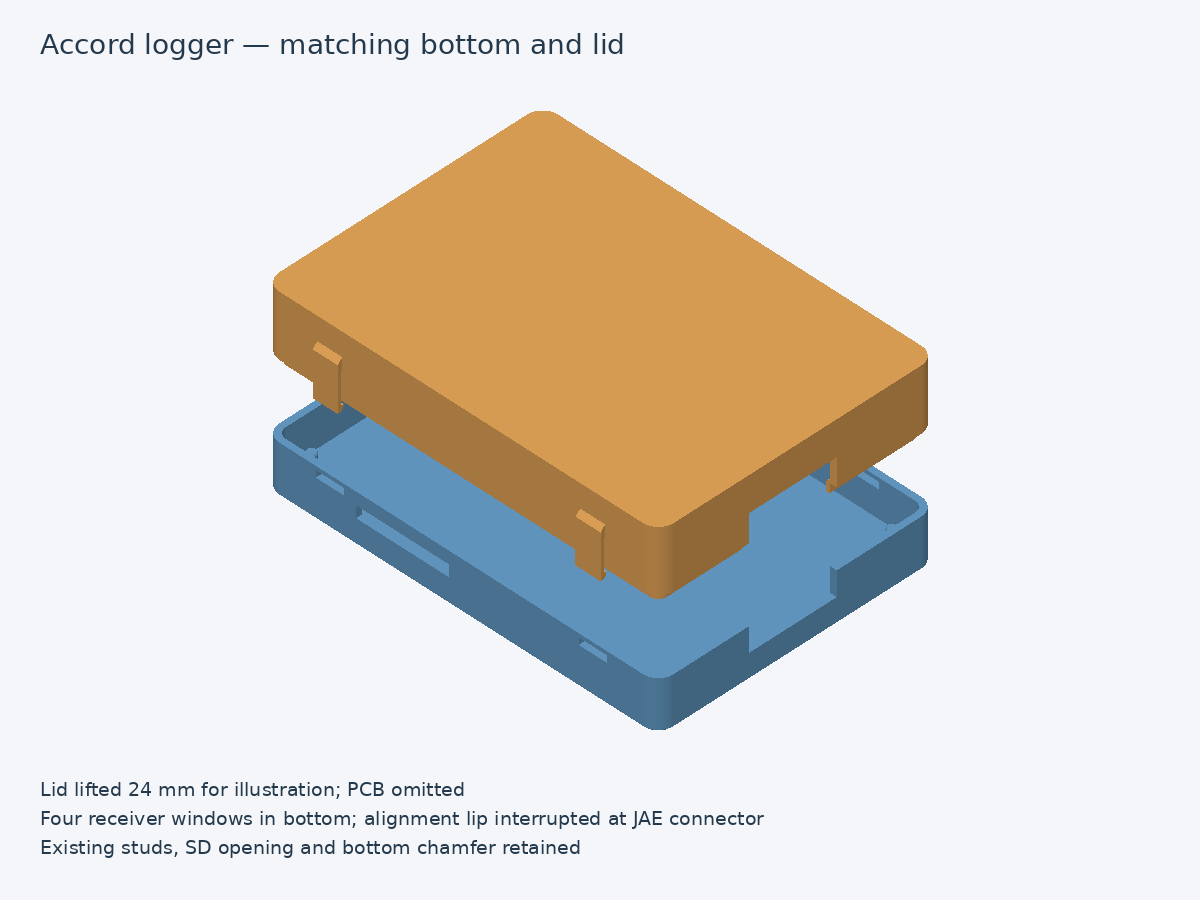 Accord logger — matching bottom and lid
Lid lifted 24 mm for illustration; PCB omitted
Four receiver windows in bottom; alignment lip interrupted at JAE connector
Existing studs, SD opening and bottom chamfer retained